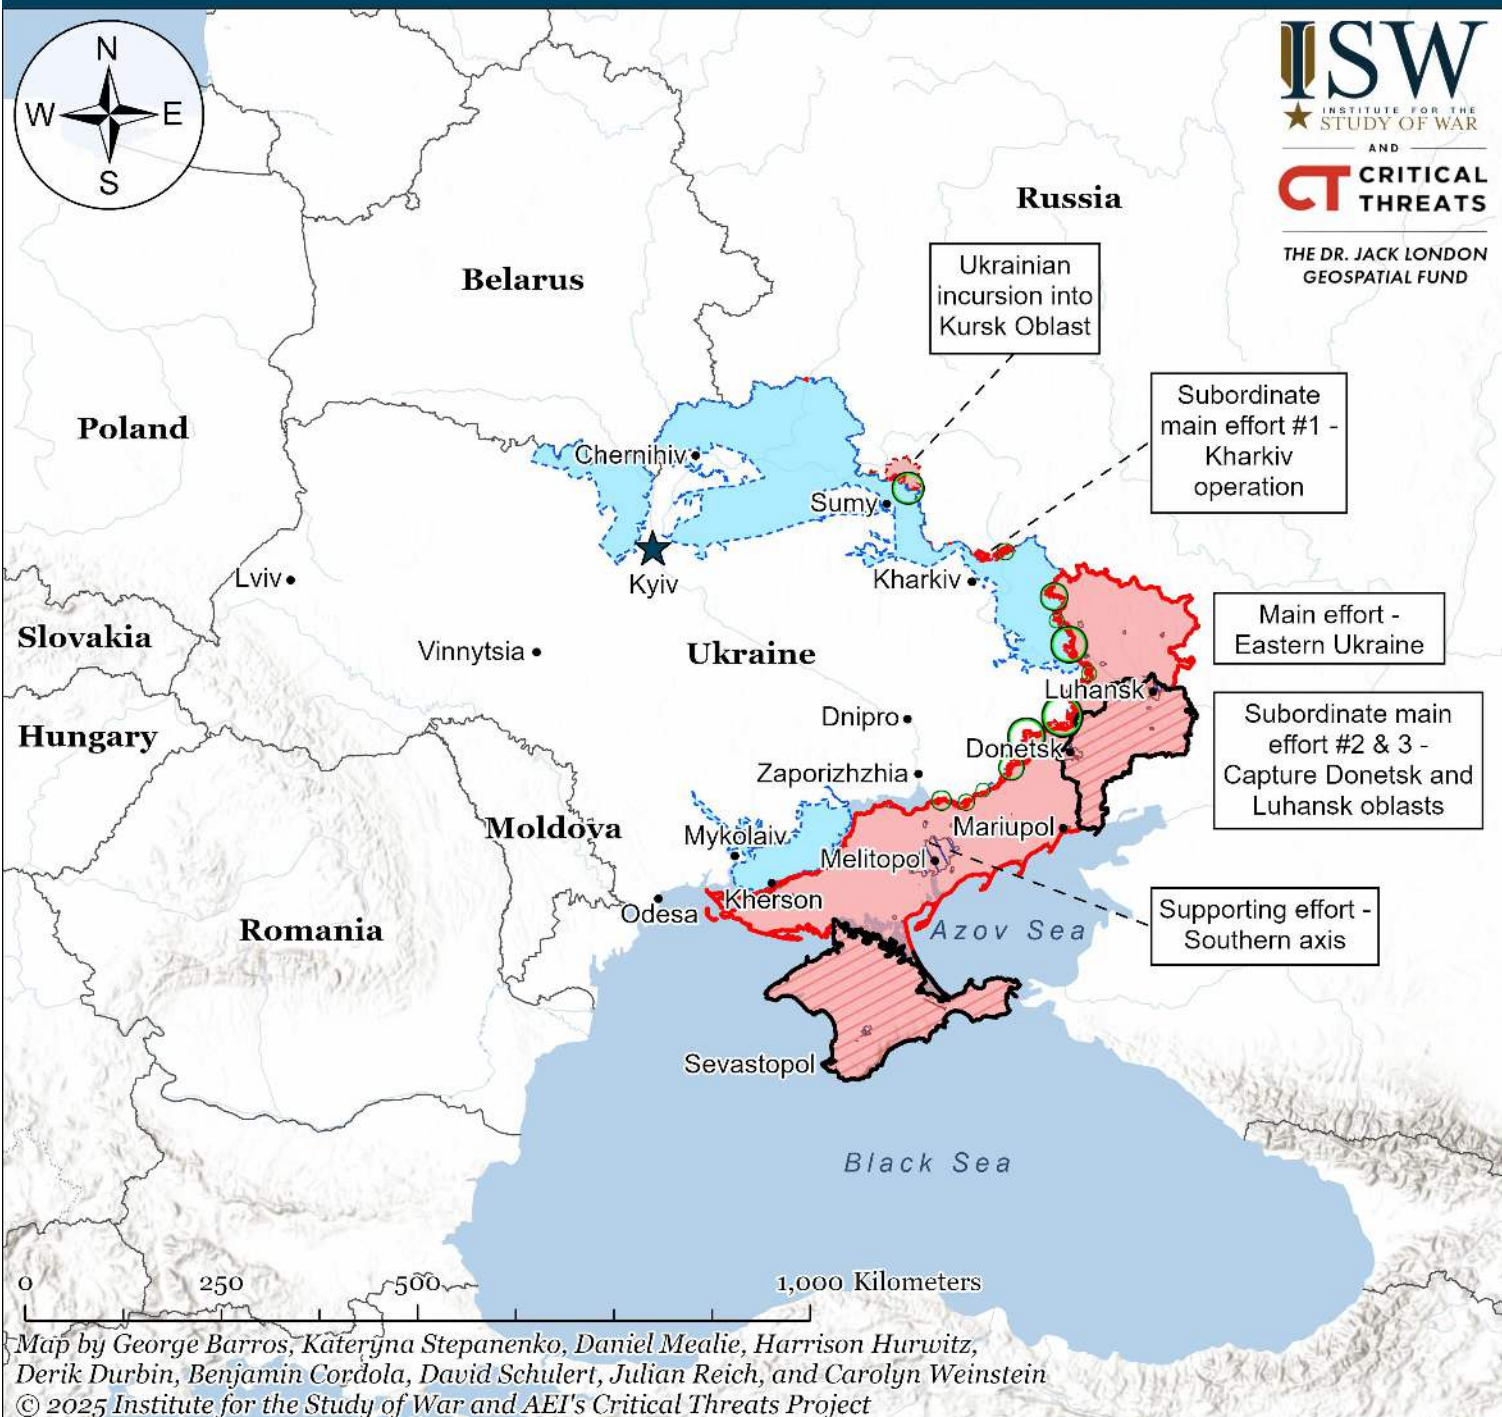 N
W
E
S
ISW
INSTITUTE FOR THE
STUDY OF WAR
AND
CT CRITICAL
THREATS
THE DR. JACK LONDON
GEOSPATIAL FUND
Russia
Ukrainian
incursion into
Kursk Oblast
Belarus
Subordinate
main effort #1 -
Kharkiv
operation
Poland
Chernihiv
Sumy
Kyiv
Lviv
Kharkiv
Main effort -
Eastern Ukraine
Slovakia
Vinnytsia
Ukraine
Luhansk
Subordinate main
effort #2 & 3 -
Capture Donetsk and
Luhansk oblasts
Hungary
Dnipro
Donetsk
Zaporizhzhia
Moldova
Mykolaiv
Mariupol
Melitopol
Kherson
Odesa
Supporting effort -
Southern axis
Romania
Azov Sea
Sevastopol
Black Sea
0 250 500 1,000 Kilometers
Map by George Barros, Kateryna Stepanenko, Daniel Mealie, Harrison Hurwitz,
Derik Durbin, Benjamin Cordola, David Schulert, Julian Reich, and Carolyn Weinstein
© 2025 Institute for the Study of War and AEI's Critical Threats Project